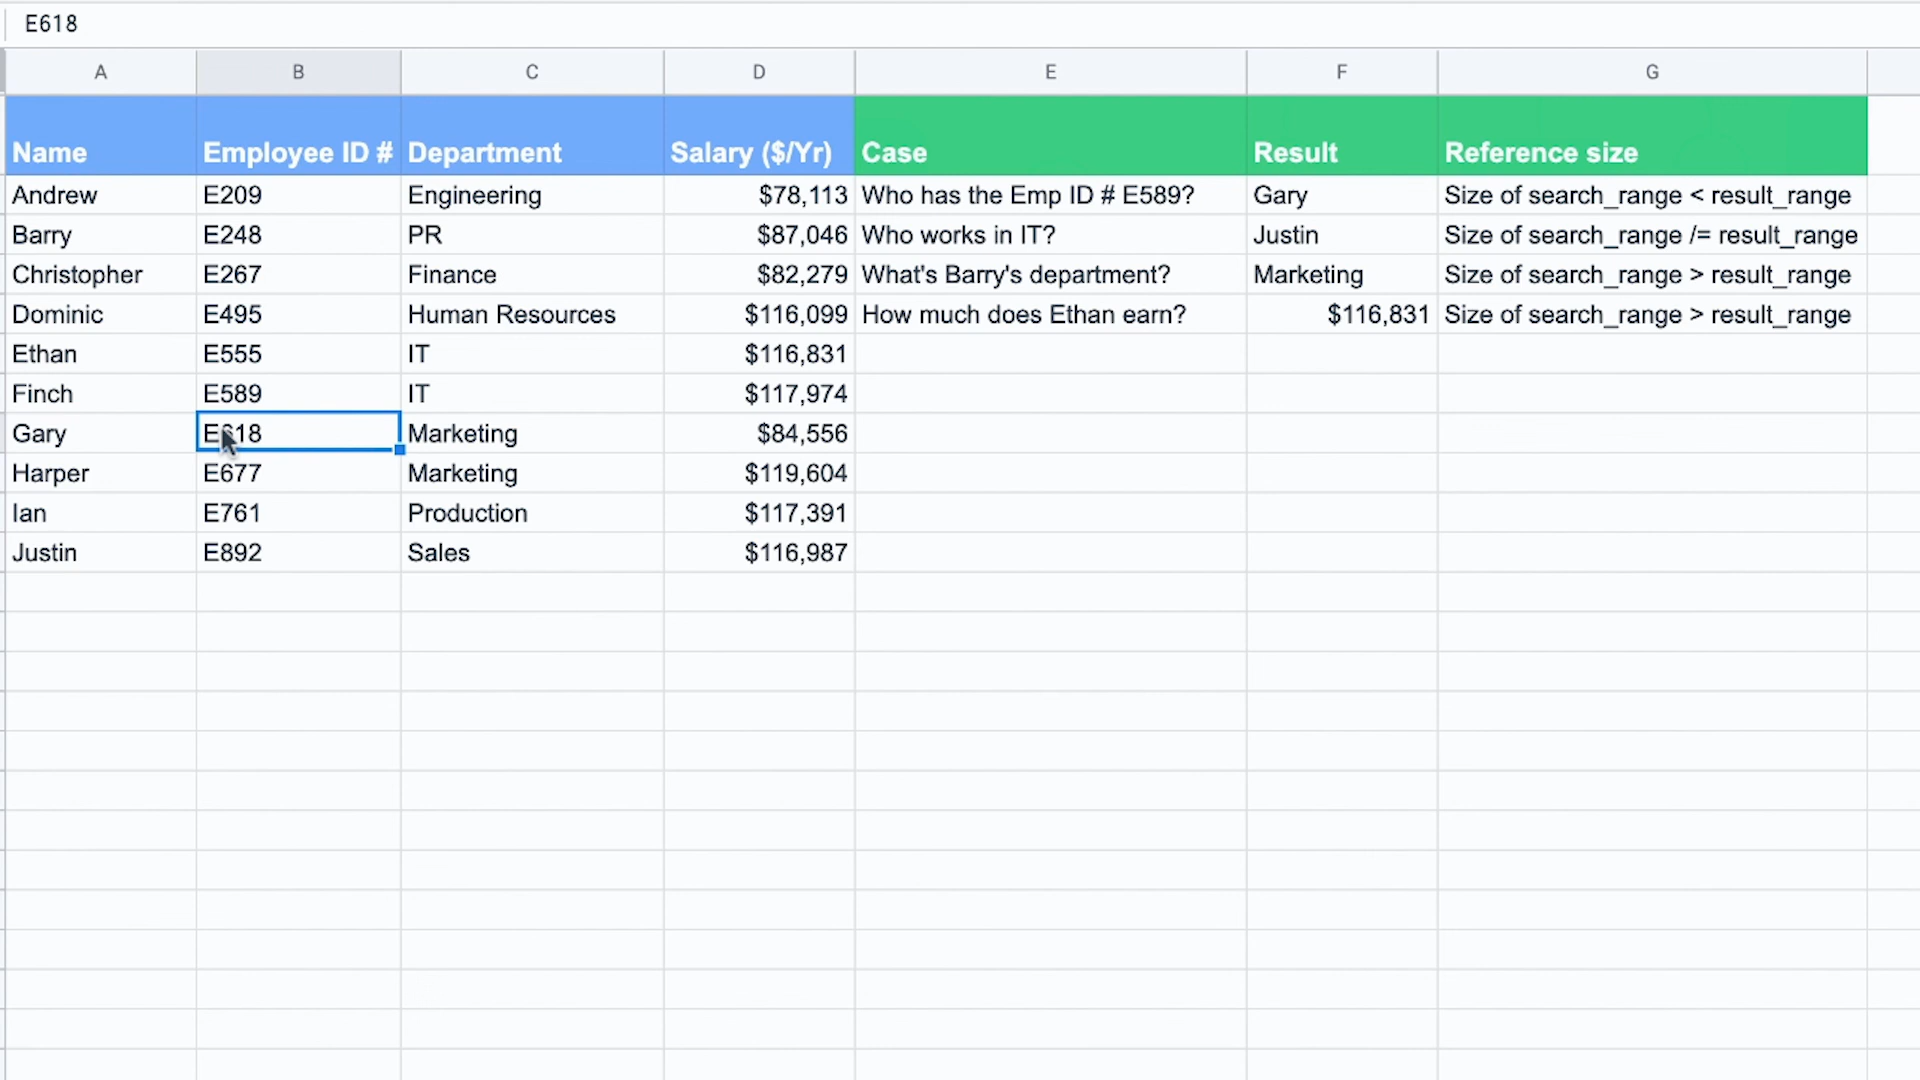 E618
A B C D E F G
Name Employee ID # Department Salary ($/Yr) Case Result Reference size
Andrew E209 Engineering $78,113 Who has the Emp ID # E589? Gary Size of search_range < result_range
Barry E248 PR $87,046 Who works in IT? Justin Size of search_range /= result_range
Christopher E267 Finance $82,279 What's Barry's department? Marketing Size of search_range > result_range
Dominic E495 Human Resources $116,099 How much does Ethan earn? $116,831 Size of search_range > result_range
Ethan E555 IT $116,831
Finch E589 IT $117,974
Gary E618 Marketing $84,556
Harper E677 Marketing $119,604
Ian E761 Production $117,391
Justin E892 Sales $116,987